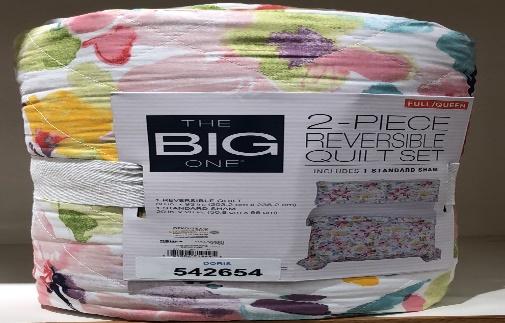 FULL/QUEEN
THE
BIG
ONE
2-PIECE
REVERSIBLE
QUILT SET
INCLUDES 1 STANDARD SHAM
1 REVERSIBLE QUILT
1 STANDARD SHAM
DORIS
542654